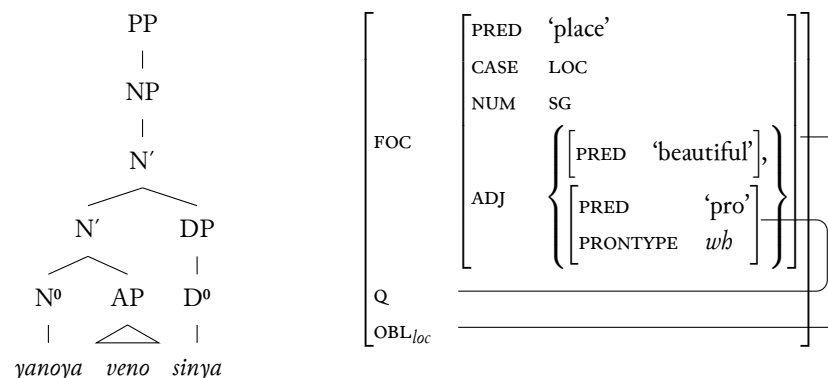 PP
NP
N′
N′ DP
N⁰ AP D⁰
yanoya veno sinya
FOC
PRED ‘place’
CASE LOC
NUM SG
ADJ
PRED ‘beautiful’ ,
PRED ‘pro’
PRONTYPE wh
Q
OBL_loc